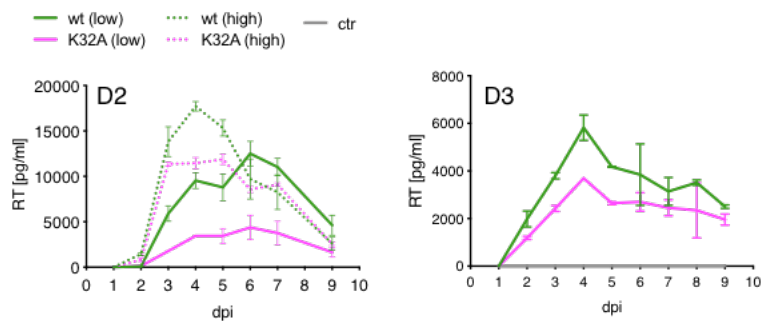 wt (low) wt (high) ctr
K32A (low) K32A (high)
D2
RT [pg/ml]
20000
15000
10000
5000
0
0 1 2 3 4 5 6 7 8 9 10
dpi
D3
RT [pg/ml]
8000
6000
4000
2000
0
0 1 2 3 4 5 6 7 8 9 10
dpi